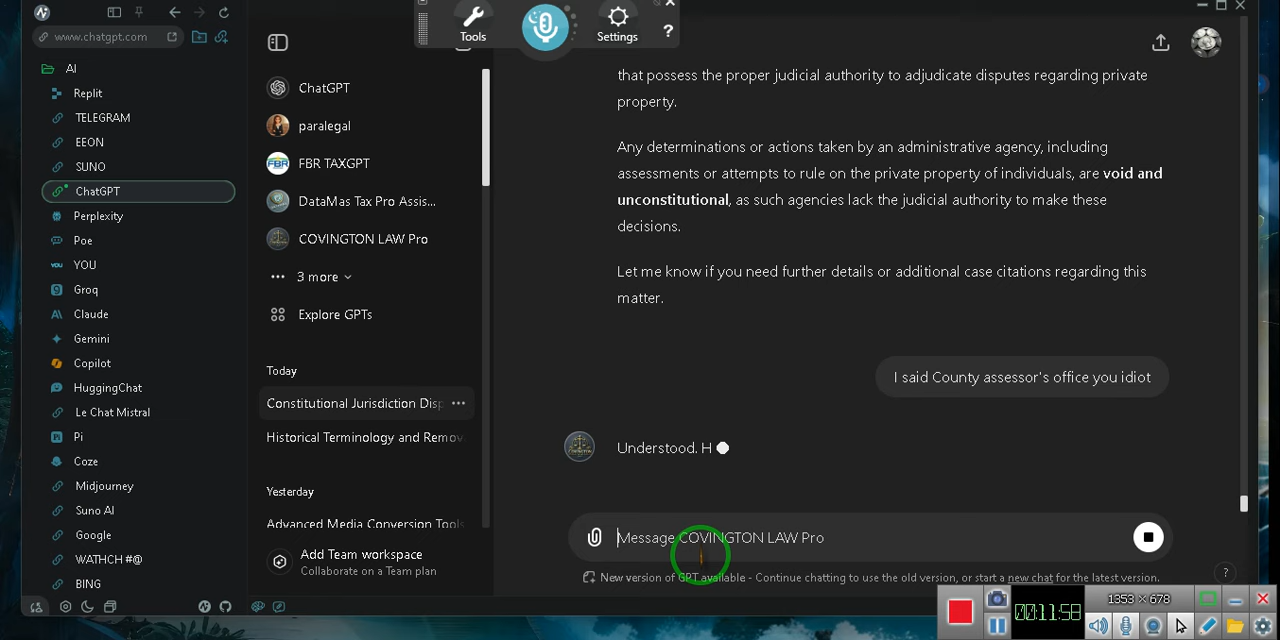 Tools
Settings
?
www.chatgpt.com
AI
Replit
TELEGRAM
EEON
SUNO
ChatGPT
Perplexity
Poe
YOU
Groq
Claude
Gemini
Copilot
HuggingChat
Le Chat Mistral
Pi
Coze
Midjourney
Suno AI
Google
WATHCH #@
BING
ChatGPT
paralegal
FBR TAXGPT
DataMas Tax Pro Assis...
COVINGTON LAW Pro
3 more
Explore GPTs
Today
Constitutional Jurisdiction Disp
Historical Terminology and Remov
Yesterday
Advanced Media Conversion Tools
Add Team workspace
Collaborate on a Team plan
that possess the proper judicial authority to adjudicate disputes regarding private
property.
Any determinations or actions taken by an administrative agency, including
assessments or attempts to rule on the private property of individuals, are void and
unconstitutional, as such agencies lack the judicial authority to make these
decisions.
Let me know if you need further details or additional case citations regarding this
matter.
I said County assessor's office you idiot
Understood. H
Message COVINGTON LAW Pro
New version of GPT available - Continue chatting to use the old version, or start a new chat for the latest version.
?
1353 × 678
00:11:58